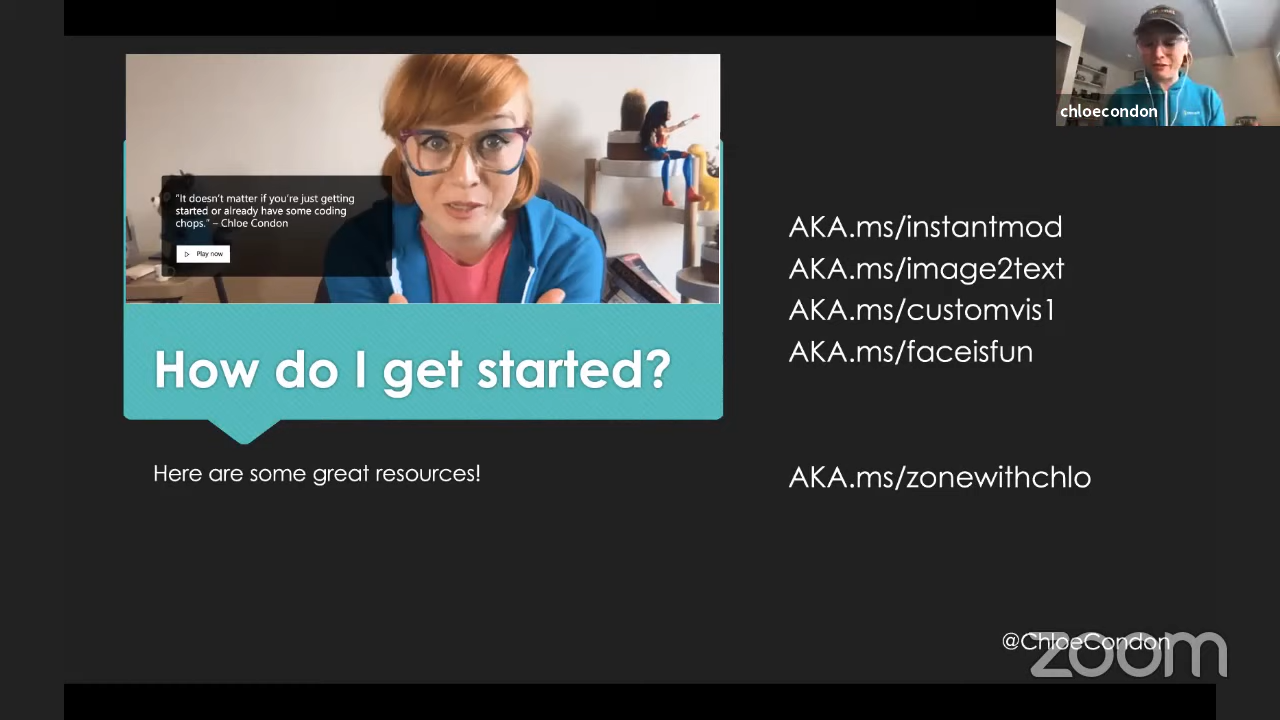 chloecondon
"It doesn't matter if you're just getting
started or already have some coding
chops." – Chloe Condon
Play now
How do I get started?
Here are some great resources!
AKA.ms/instantmod
AKA.ms/image2text
AKA.ms/customvis1
AKA.ms/faceisfun
AKA.ms/zonewithchlo
@ChloeCondon
zoom